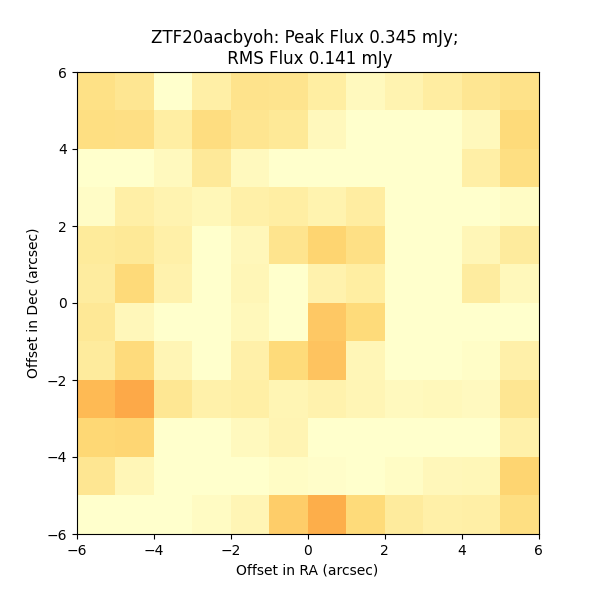 ZTF20aacbyoh: Peak Flux 0.345 mJy;
RMS Flux 0.141 mJy
6
4
2
0
−2
−4
−6
Offset in Dec (arcsec)
−6 −4 −2 0 2 4 6
Offset in RA (arcsec)